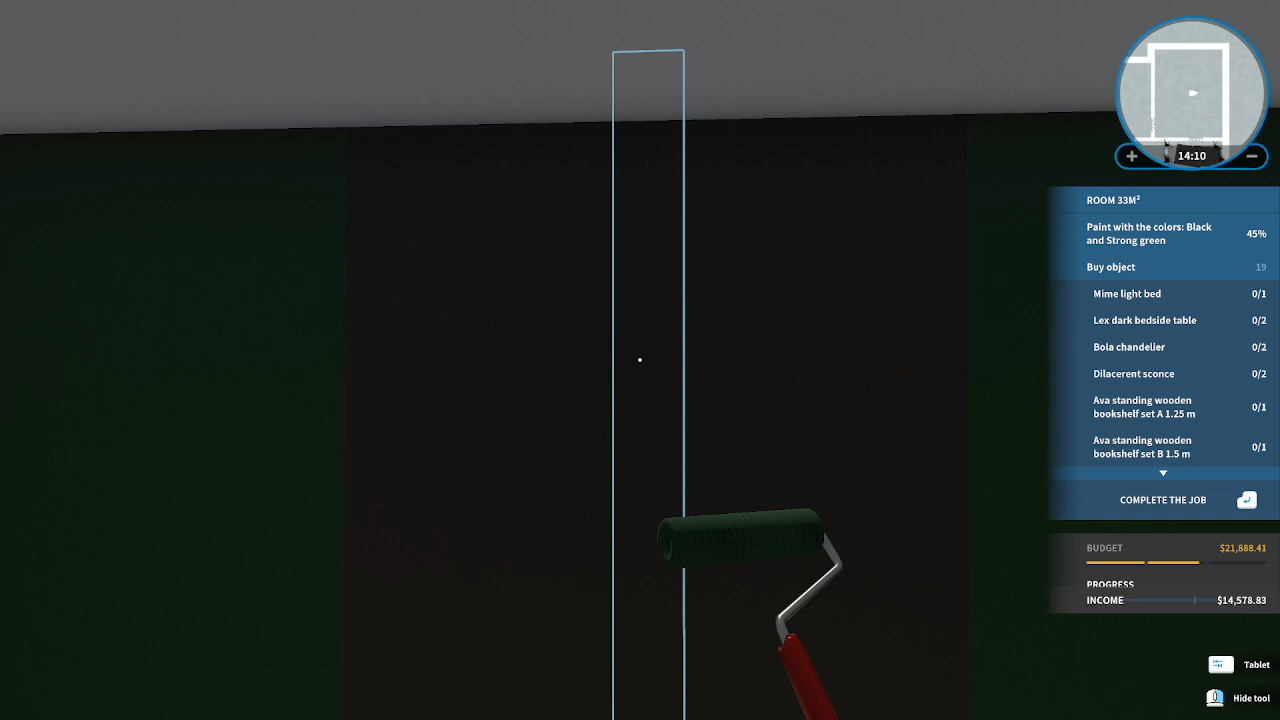 14:10
ROOM 33M²
Paint with the colors: Black
and Strong green
45%
Buy object
19
Mime light bed
0/1
Lex dark bedside table
0/2
Bola chandelier
0/2
Dilacerent sconce
0/2
Ava standing wooden
bookshelf set A 1.25 m
0/1
Ava standing wooden
bookshelf set B 1.5 m
0/1
COMPLETE THE JOB
BUDGET
$21,888.41
PROGRESS
INCOME
$14,578.83
Tablet
Hide tool